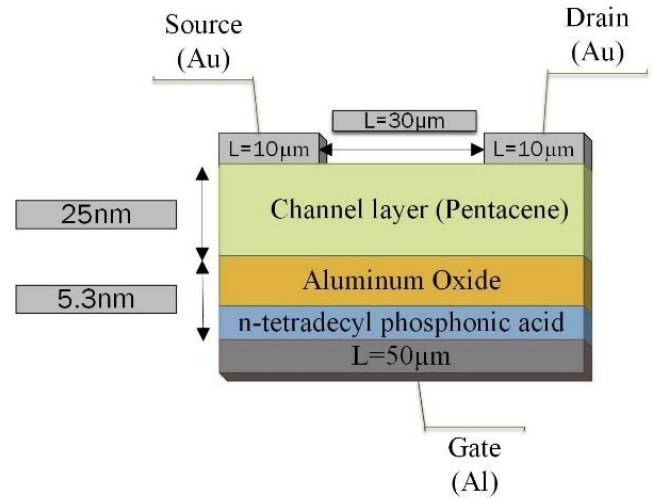 Source
(Au)
Drain
(Au)
L=30µm
L=10µm
L=10µm
25nm
Channel layer (Pentacene)
5.3nm
Aluminum Oxide
n-tetradecyl phosphonic acid
L=50µm
Gate
(Al)